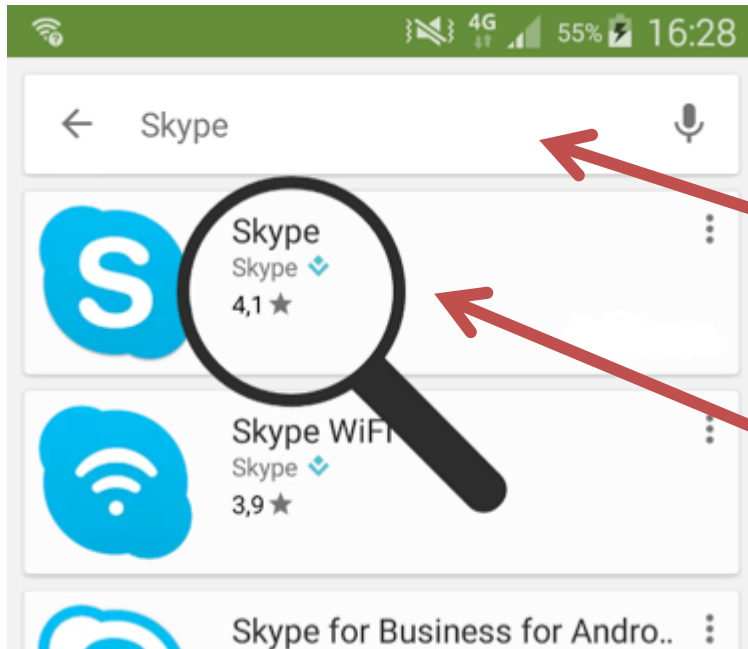 4G 55% 16:28
Skype
Skype
Skype
4,1
Skype WiFi
Skype
3,9
Skype for Business for Andro..